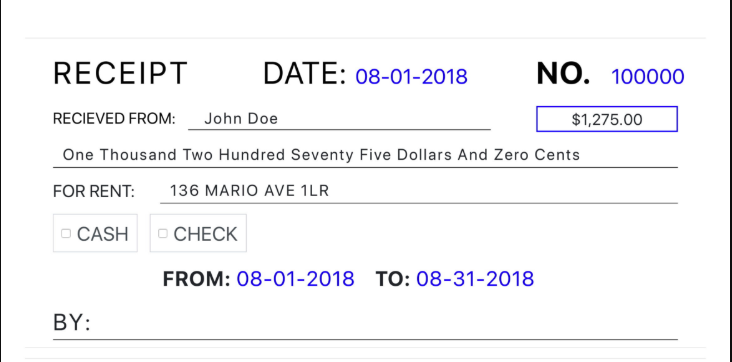 RECEIPT DATE: 08-01-2018 NO. 100000
RECIEVED FROM: John Doe $1,275.00
One Thousand Two Hundred Seventy Five Dollars And Zero Cents
FOR RENT: 136 MARIO AVE 1LR
CASH CHECK
FROM: 08-01-2018 TO: 08-31-2018
BY: